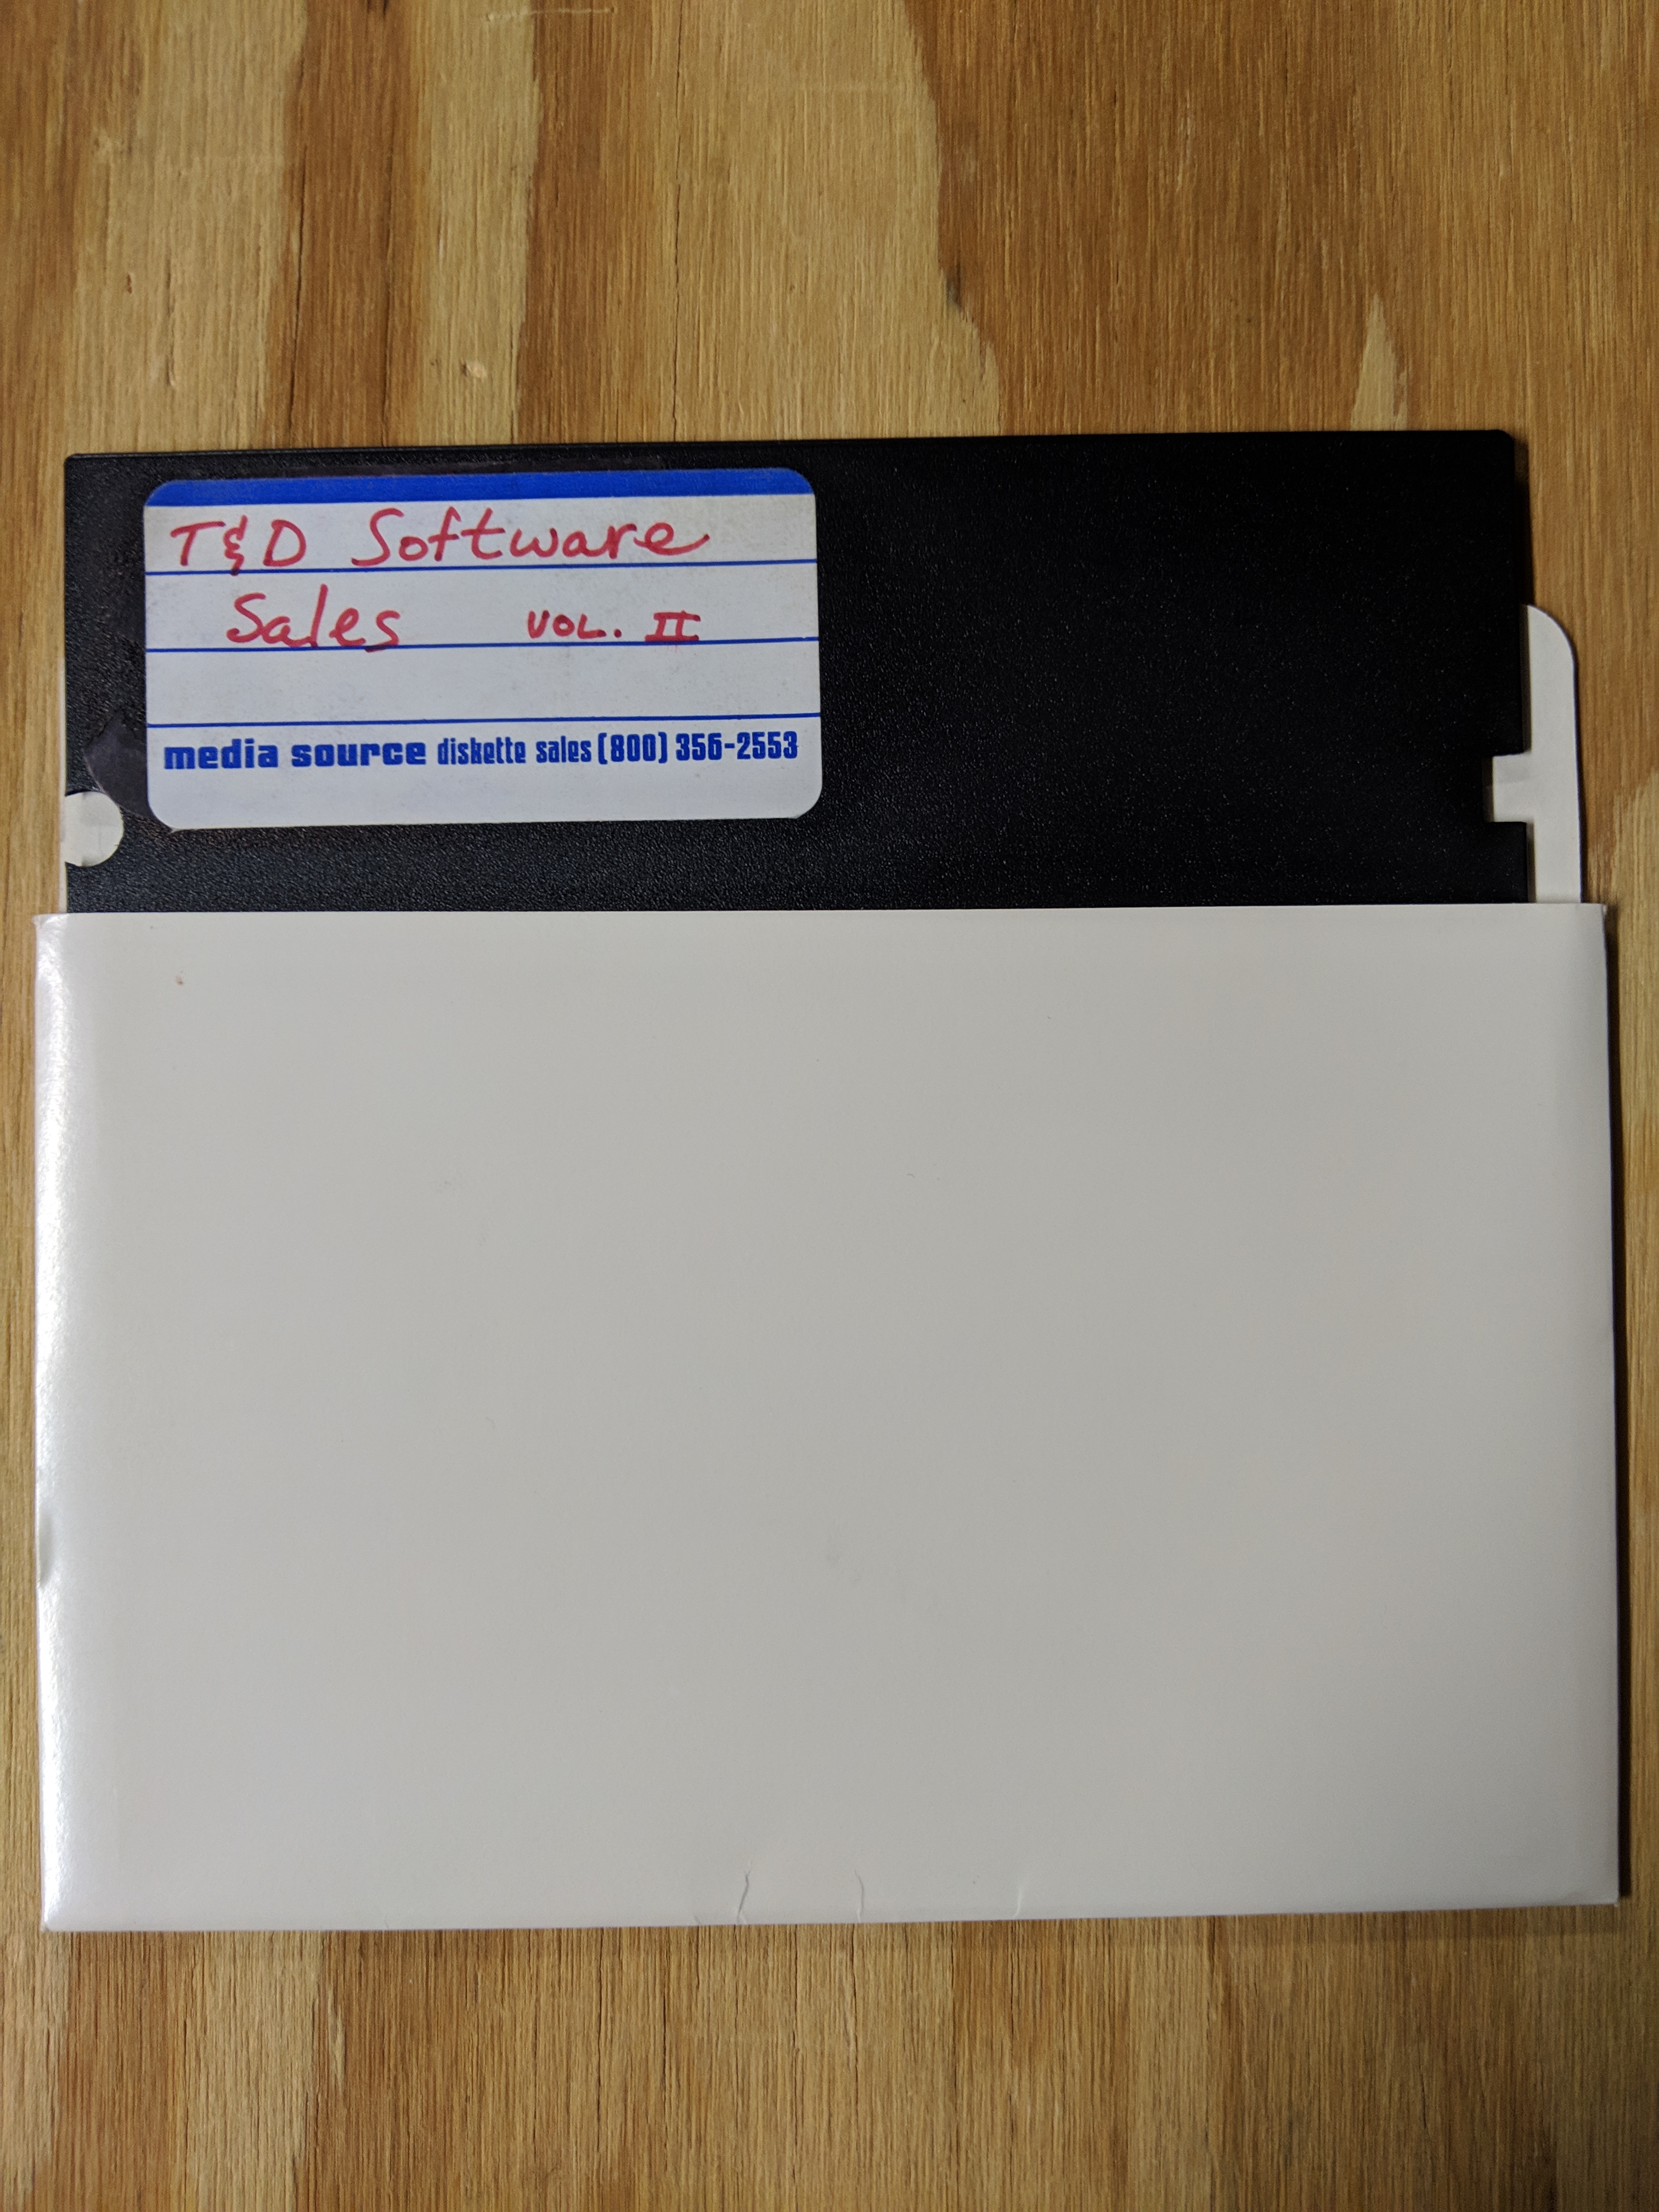 T&D Software
Sales VOL. II
media source diskette sales (800) 356-2553